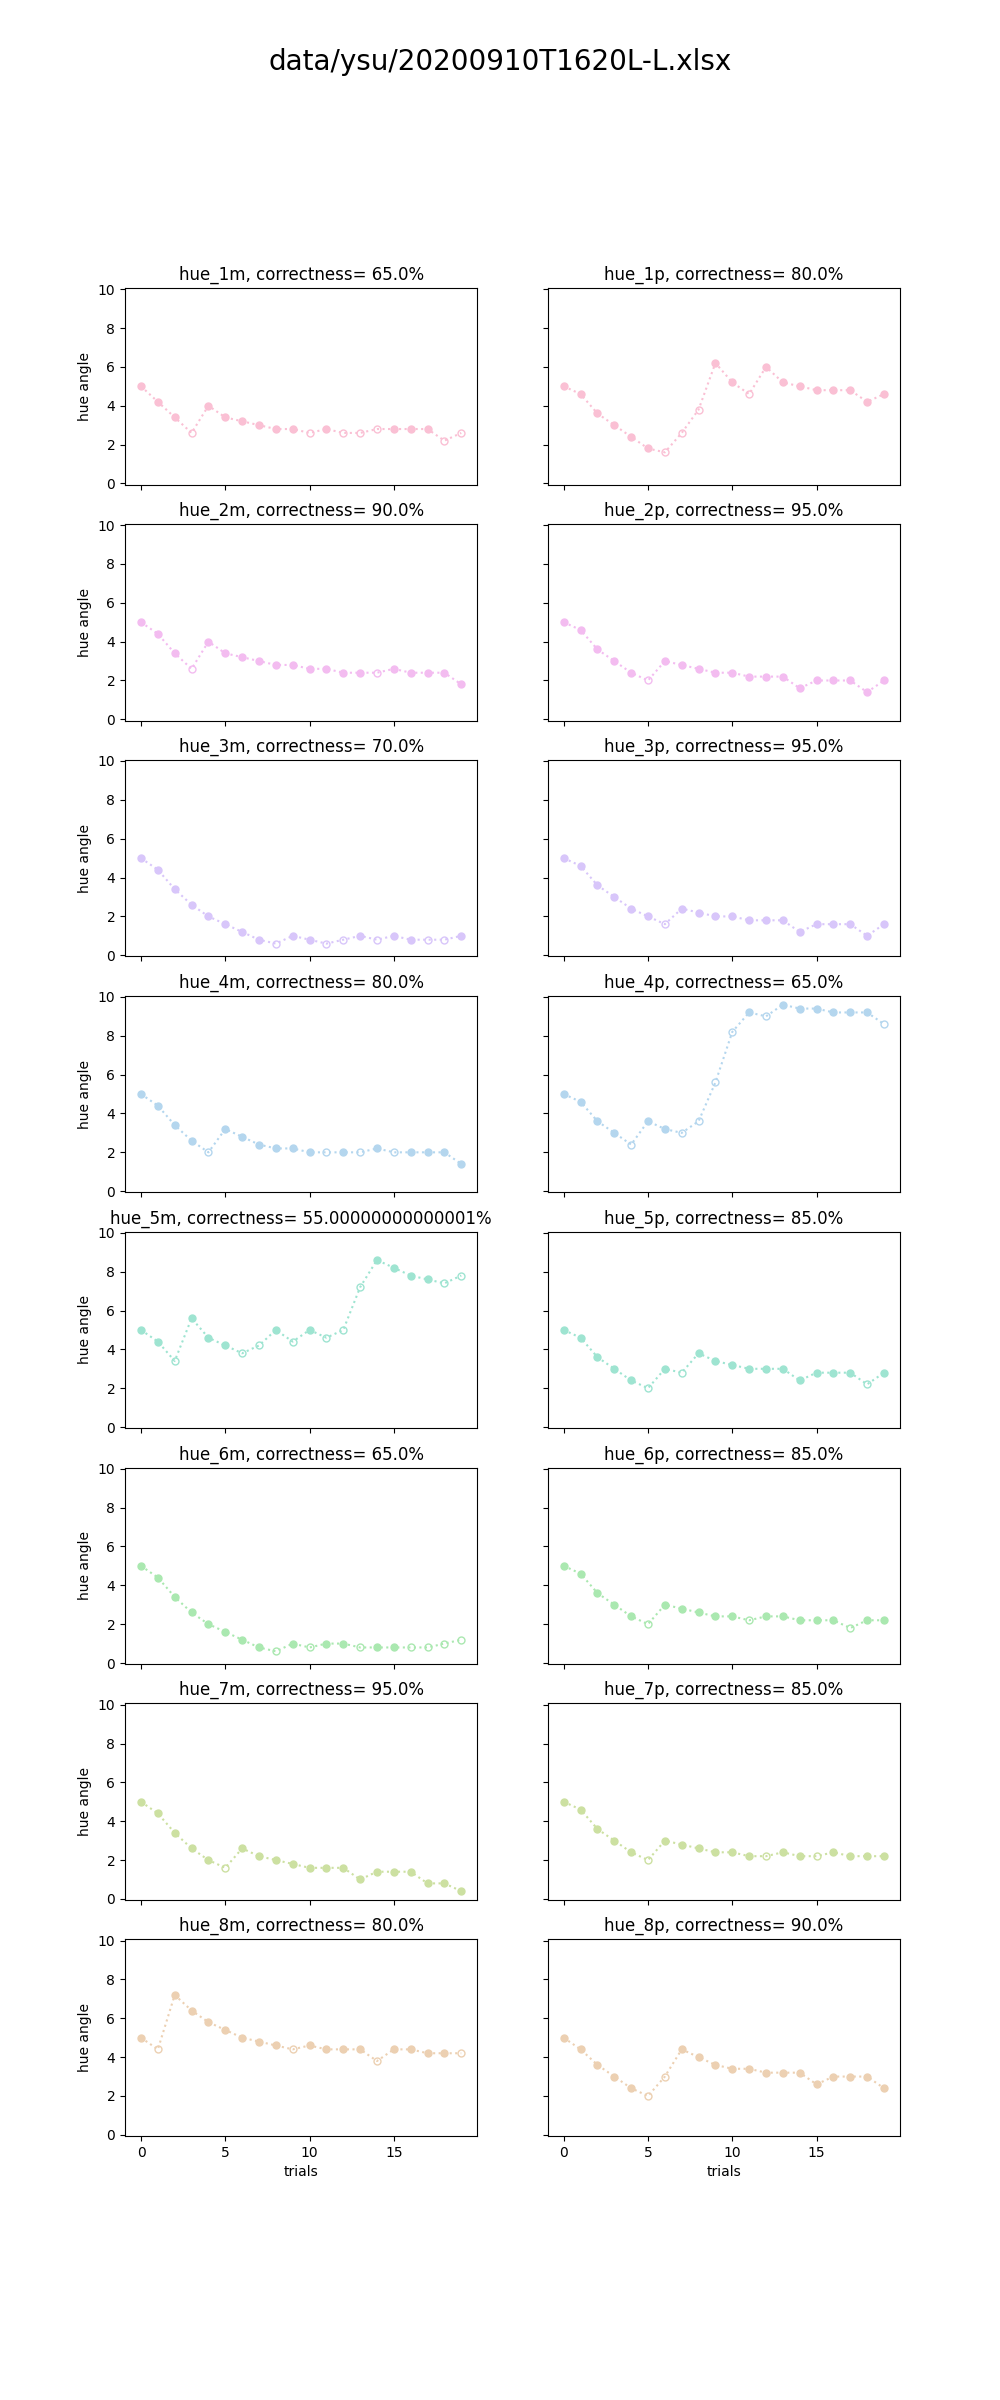 data/ysu/20200910T1620L-L.xlsx
hue_1m, correctness= 65.0%
hue_1p, correctness= 80.0%
10
8
6
4
2
0
hue angle
hue_2m, correctness= 90.0%
hue_2p, correctness= 95.0%
10
8
6
4
2
0
hue angle
hue_3m, correctness= 70.0%
hue_3p, correctness= 95.0%
10
8
6
4
2
0
hue angle
hue_4m, correctness= 80.0%
hue_4p, correctness= 65.0%
10
8
6
4
2
0
hue angle
hue_5m, correctness= 55.00000000000001%
hue_5p, correctness= 85.0%
10
8
6
4
2
0
hue angle
hue_6m, correctness= 65.0%
hue_6p, correctness= 85.0%
10
8
6
4
2
0
hue angle
hue_7m, correctness= 95.0%
hue_7p, correctness= 85.0%
10
8
6
4
2
0
hue angle
hue_8m, correctness= 80.0%
hue_8p, correctness= 90.0%
10
8
6
4
2
0
hue angle
0 5 10 15
trials
0 5 10 15
trials